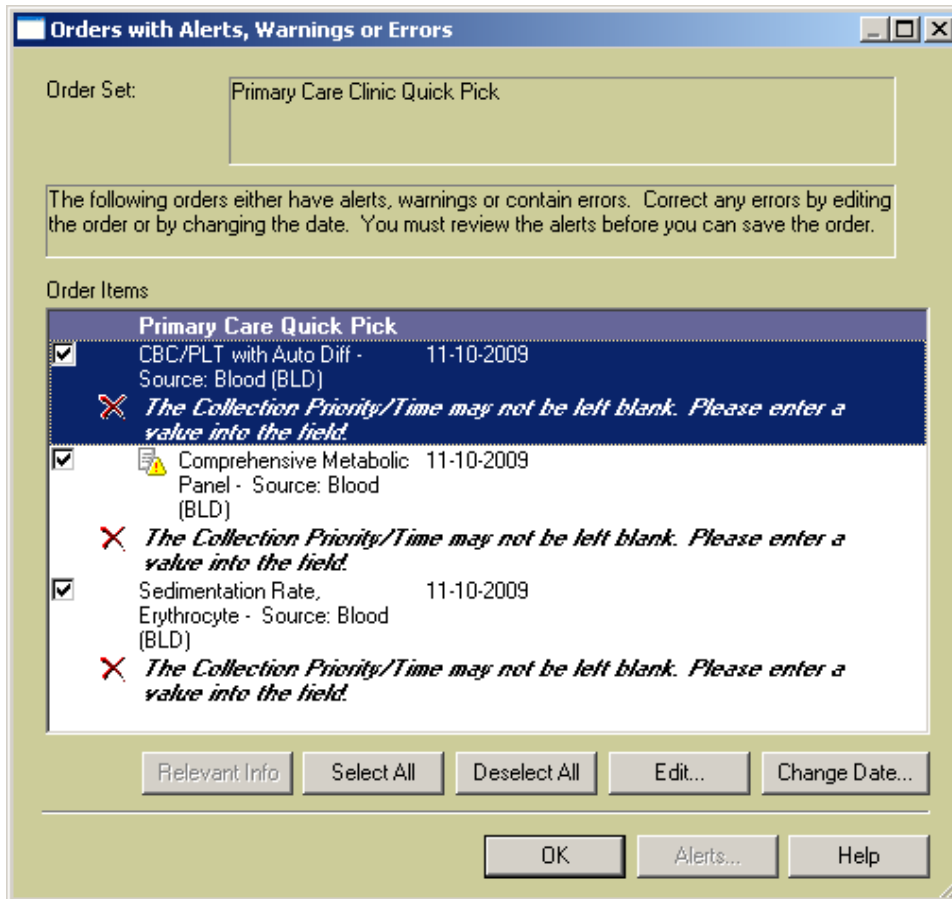 Orders with Alerts, Warnings or Errors
Order Set:
Primary Care Clinic Quick Pick
The following orders either have alerts, warnings or contain errors.  Correct any errors by editing
the order or by changing the date.  You must review the alerts before you can save the order.
Order Items
Primary Care Quick Pick
CBC/PLT with Auto Diff - 11-10-2009
Source: Blood (BLD)
The Collection Priority/Time may not be left blank. Please enter a
value into the field.
Comprehensive Metabolic 11-10-2009
Panel - Source: Blood
(BLD)
The Collection Priority/Time may not be left blank. Please enter a
value into the field.
Sedimentation Rate, 11-10-2009
Erythrocyte - Source: Blood
(BLD)
The Collection Priority/Time may not be left blank. Please enter a
value into the field.
Relevant Info Select All Deselect All Edit... Change Date...
OK Alerts... Help